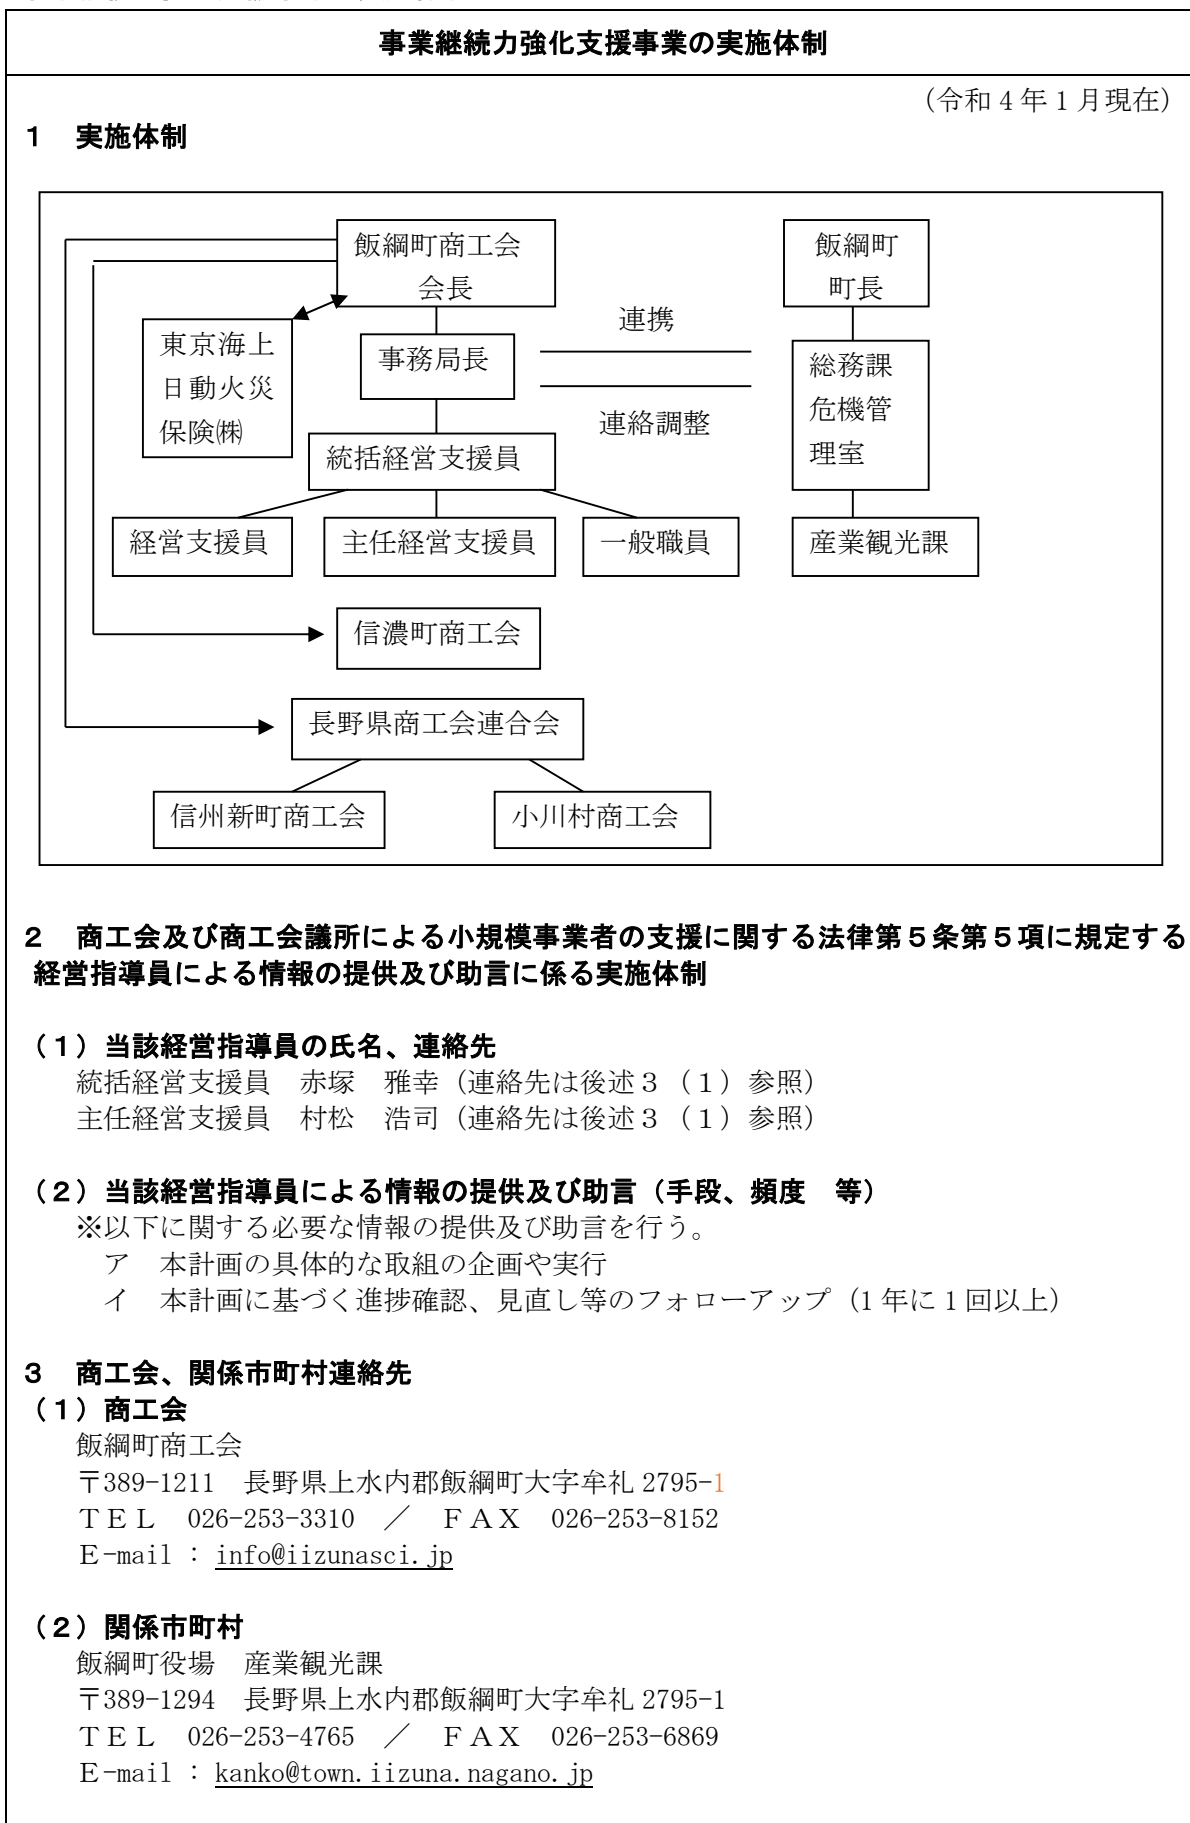 事業継続力強化支援事業の実施体制
（令和４年１月現在）
１　実施体制
飯綱町商工会
会長
飯綱町
町長
連携
東京海上
日動火災
保険㈱
事務局長
総務課
危機管
理室
連絡調整
統括経営支援員
経営支援員
主任経営支援員
一般職員
産業観光課
信濃町商工会
長野県商工会連合会
信州新町商工会
小川村商工会
２　商工会及び商工会議所による小規模事業者の支援に関する法律第５条第５項に規定する
経営指導員による情報の提供及び助言に係る実施体制
（１）当該経営指導員の氏名、連絡先
統括経営支援員　赤塚　雅幸（連絡先は後述３（１）参照）
主任経営支援員　村松　浩司（連絡先は後述３（１）参照）
（２）当該経営指導員による情報の提供及び助言（手段、頻度　等）
※以下に関する必要な情報の提供及び助言を行う。
ア　本計画の具体的な取組の企画や実行
イ　本計画に基づく進捗確認、見直し等のフォローアップ（1 年に 1 回以上）
３　商工会、関係市町村連絡先
（１）商工会
飯綱町商工会
〒389-1211　長野県上水内郡飯綱町大字牟礼 2795-1
ＴＥＬ　026-253-3310　／　ＦＡＸ　026-253-8152
Ｅ-mail : info@iizunasci.jp
（２）関係市町村
飯綱町役場　産業観光課
〒389-1294　長野県上水内郡飯綱町大字牟礼 2795-1
ＴＥＬ　026-253-4765　／　ＦＡＸ　026-253-6869
Ｅ-mail : kanko@town.iizuna.nagano.jp